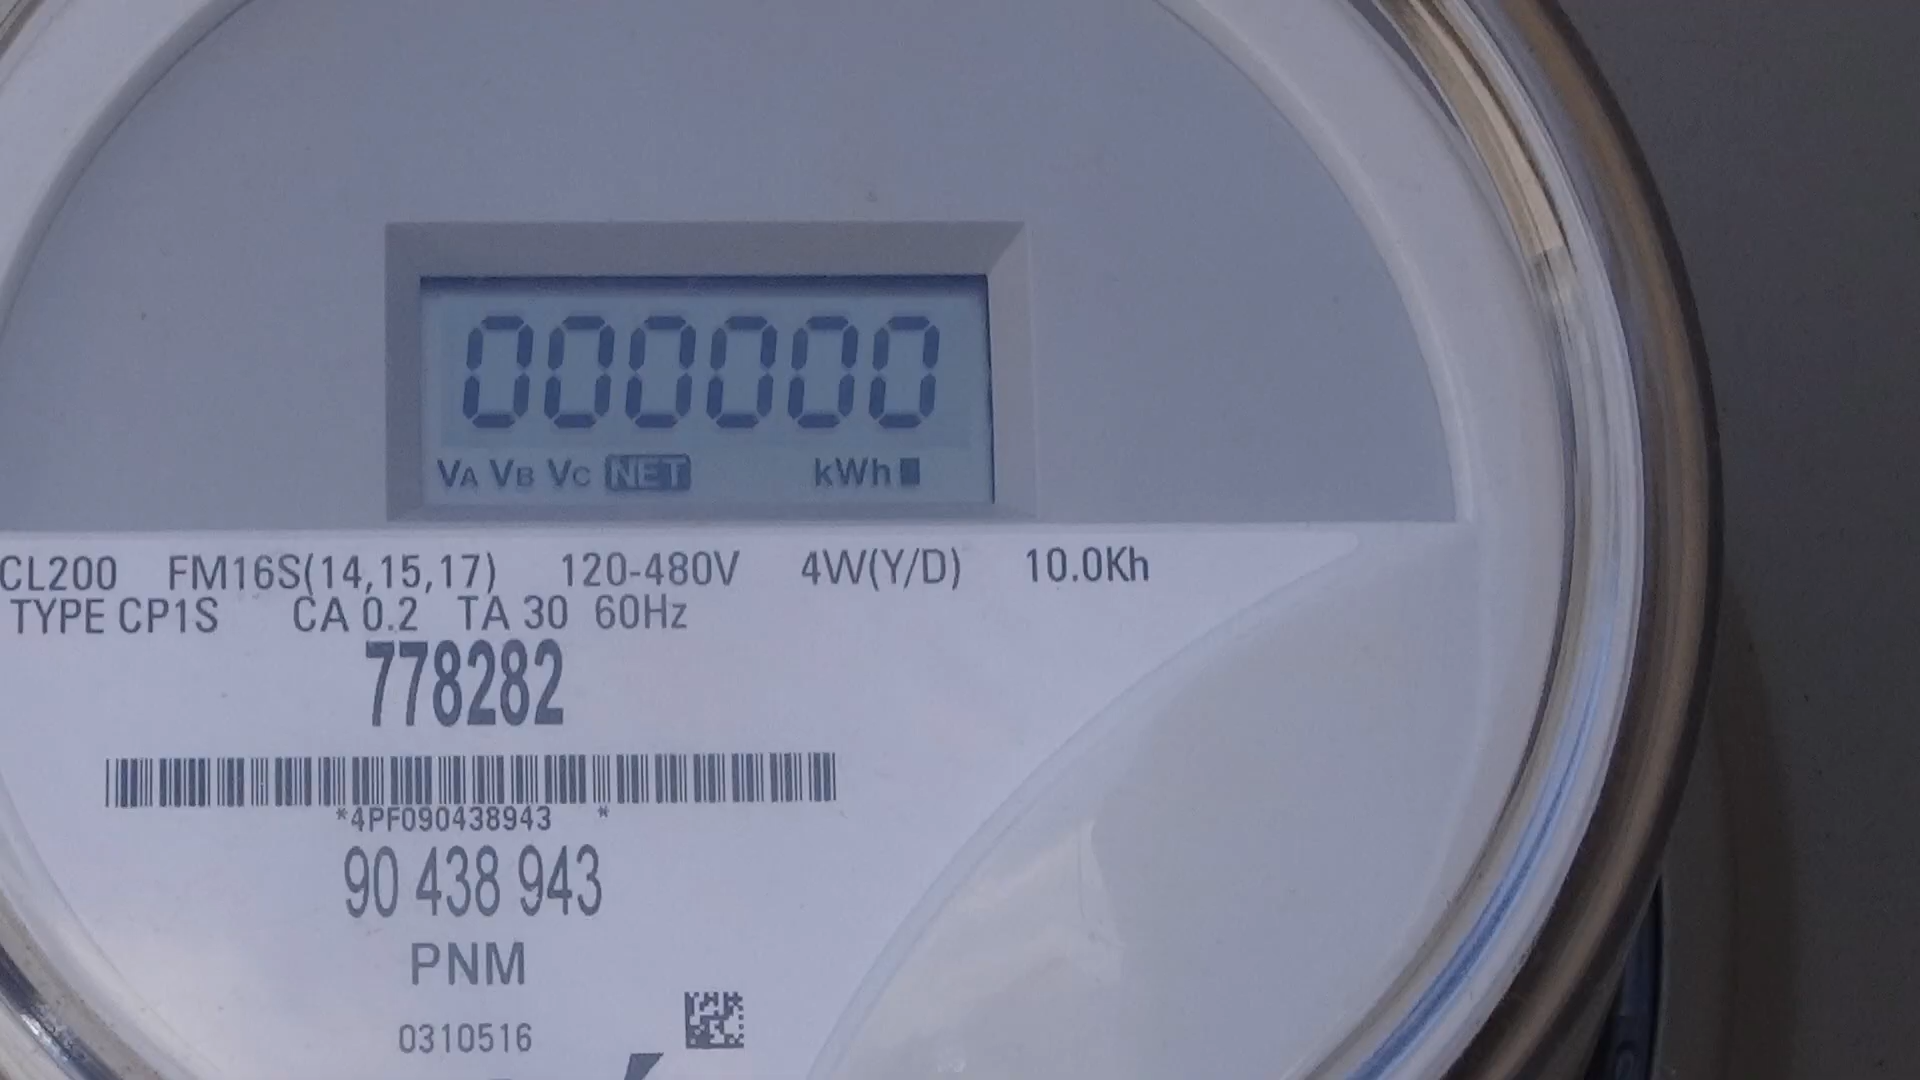 000000
VA VB VC NET kWh
CL200 FM16S(14,15,17) 120-480V 4W(Y/D) 10.0Kh
TYPE CP1S CA 0.2 TA 30 60Hz
778282
*4PF090438943 *
90 438 943
PNM
0310516